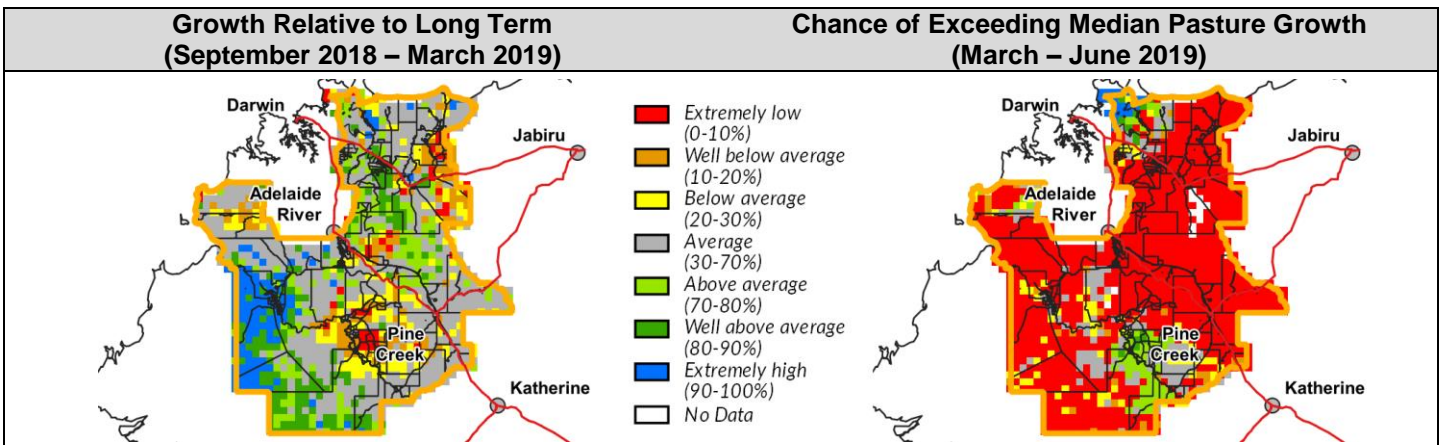 Growth Relative to Long Term
(September 2018 – March 2019)
Chance of Exceeding Median Pasture Growth
(March – June 2019)
Darwin
Jabiru
Adelaide
River
Pine
Creek
Katherine
Extremely low
(0-10%)
Well below average
(10-20%)
Below average
(20-30%)
Average
(30-70%)
Above average
(70-80%)
Well above average
(80-90%)
Extremely high
(90-100%)
No Data
Darwin
Jabiru
Adelaide
River
Pine
Creek
Katherine